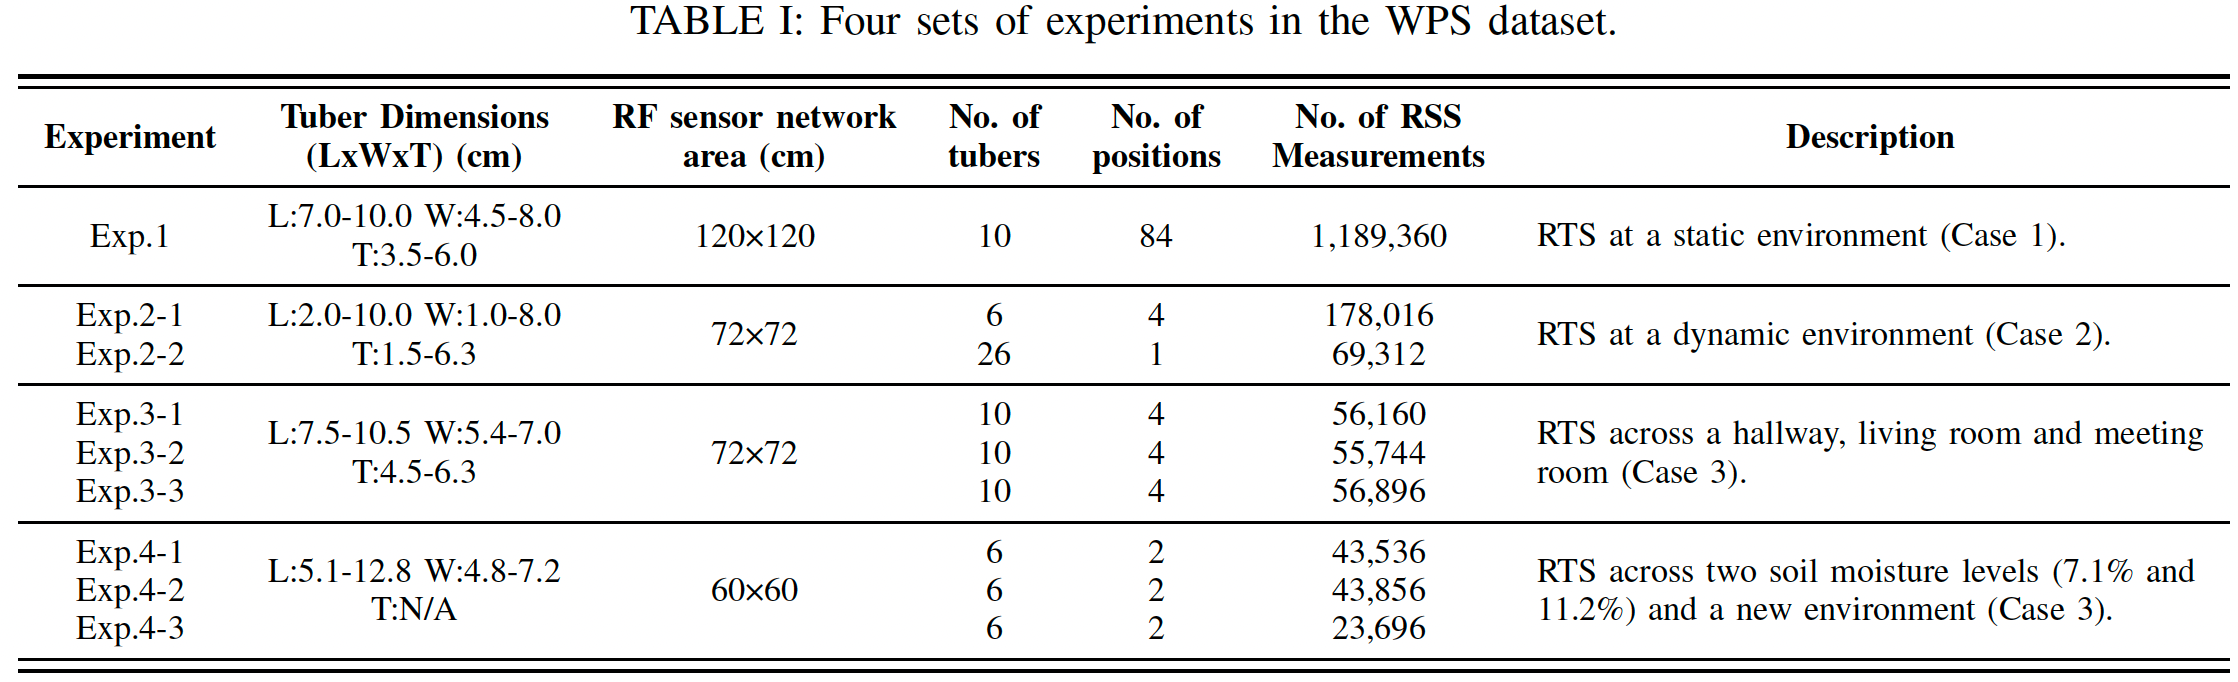 TABLE I: Four sets of experiments in the WPS dataset.
Experiment
Tuber Dimensions
(LxWxT) (cm)
RF sensor network
area (cm)
No. of
tubers
No. of
positions
No. of RSS
Measurements
Description
Exp.1
L:7.0-10.0 W:4.5-8.0
T:3.5-6.0
120×120
10
84
1,189,360
RTS at a static environment (Case 1).
Exp.2-1
Exp.2-2
L:2.0-10.0 W:1.0-8.0
T:1.5-6.3
72×72
6
26
4
1
178,016
69,312
RTS at a dynamic environment (Case 2).
Exp.3-1
Exp.3-2
Exp.3-3
L:7.5-10.5 W:5.4-7.0
T:4.5-6.3
72×72
10
10
10
4
4
4
56,160
55,744
56,896
RTS across a hallway, living room and meeting
room (Case 3).
Exp.4-1
Exp.4-2
Exp.4-3
L:5.1-12.8 W:4.8-7.2
T:N/A
60×60
6
6
6
2
2
2
43,536
43,856
23,696
RTS across two soil moisture levels (7.1% and
11.2%) and a new environment (Case 3).